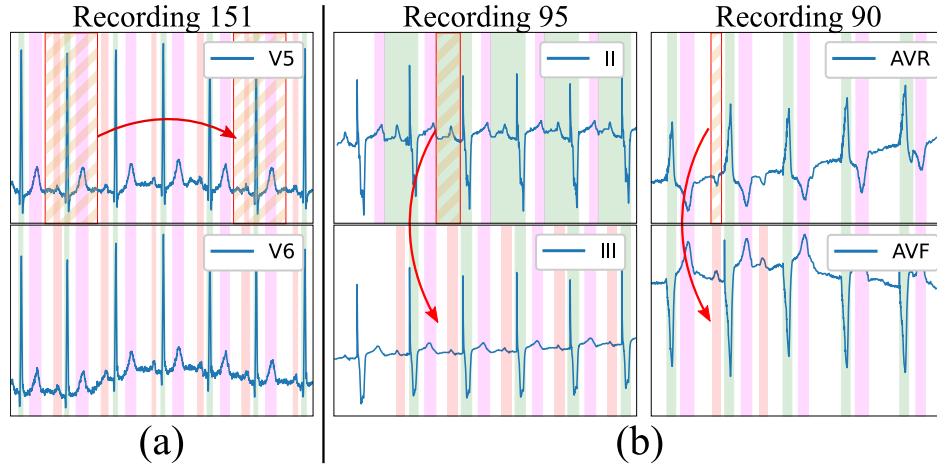 Recording 151
Recording 95
Recording 90
V5
II
AVR
V6
III
AVF
(a)
(b)